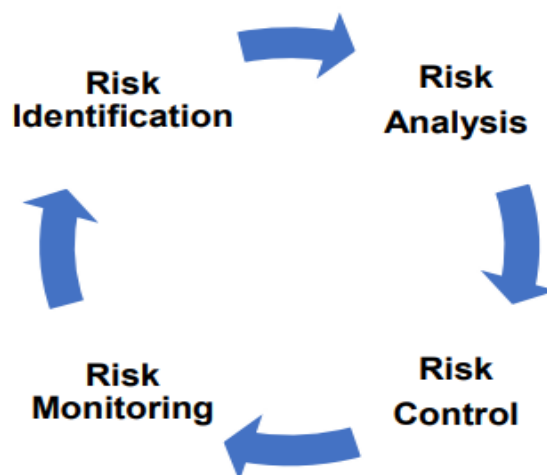 Risk
Identification
Risk
Analysis
Risk
Control
Risk
Monitoring